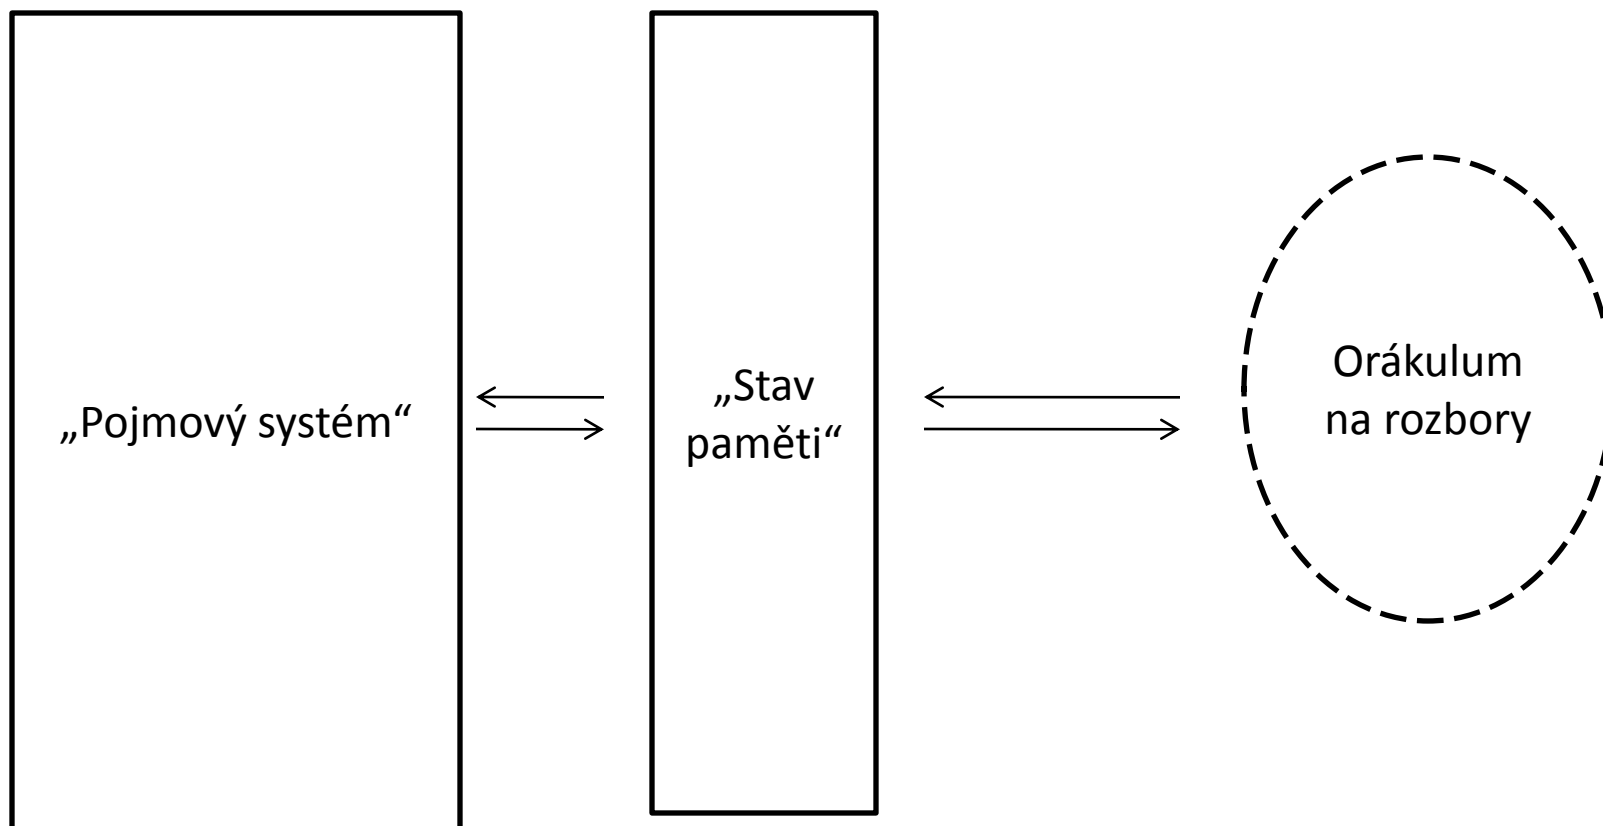 „Pojmový systém“
„Stav
paměti“
Orákulum
na rozbory